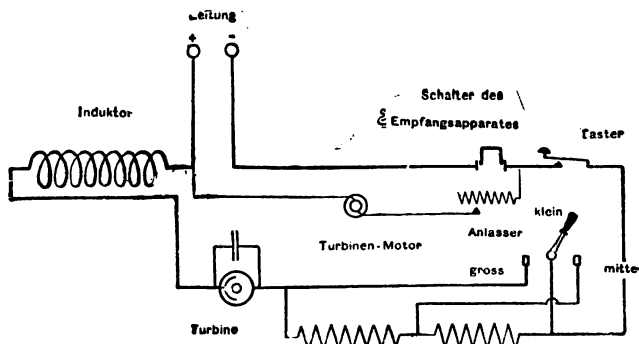 Leitung
+ -
Schalter des
Empfangsapparates
Induktor
Taster
klein
Anlasser
Turbinen-Motor
gross
mitte
Turbine